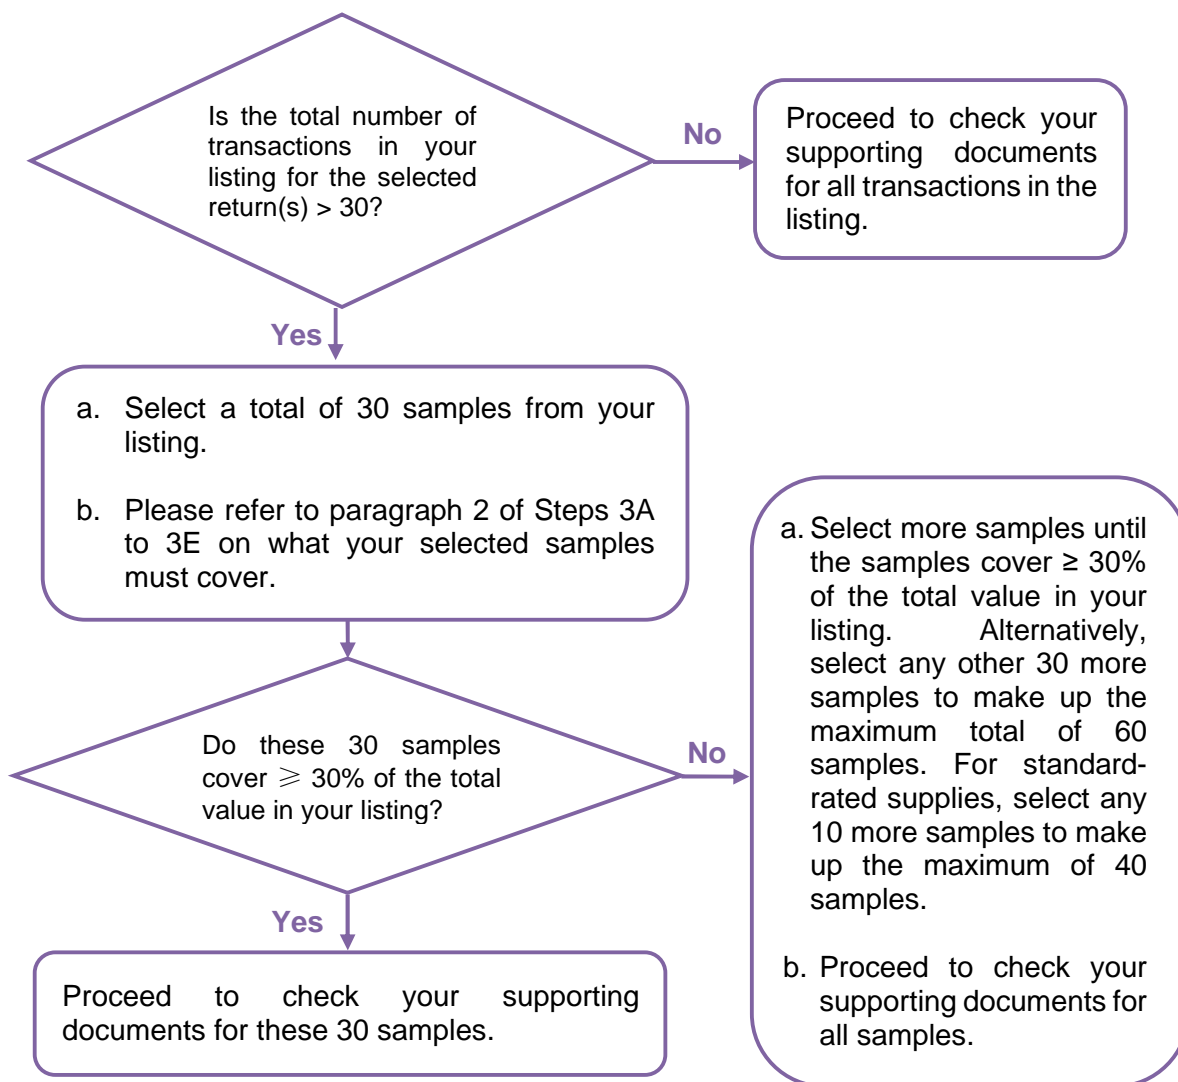 Is the total number of
transactions in your
listing for the selected
return(s) > 30?
No
Proceed to check your
supporting documents
for all transactions in the
listing.
Yes
a. Select a total of 30 samples from your
listing.
b. Please refer to paragraph 2 of Steps 3A
to 3E on what your selected samples
must cover.
Do these 30 samples
cover ≥ 30% of the total
value in your listing?
No
a. Select more samples until
the samples cover ≥ 30%
of the total value in your
listing. Alternatively,
select any other 30 more
samples to make up the
maximum total of 60
samples. For standard-
rated supplies, select any
10 more samples to make
up the maximum of 40
samples.
b. Proceed to check your
supporting documents for
all samples.
Yes
Proceed to check your supporting
documents for these 30 samples.